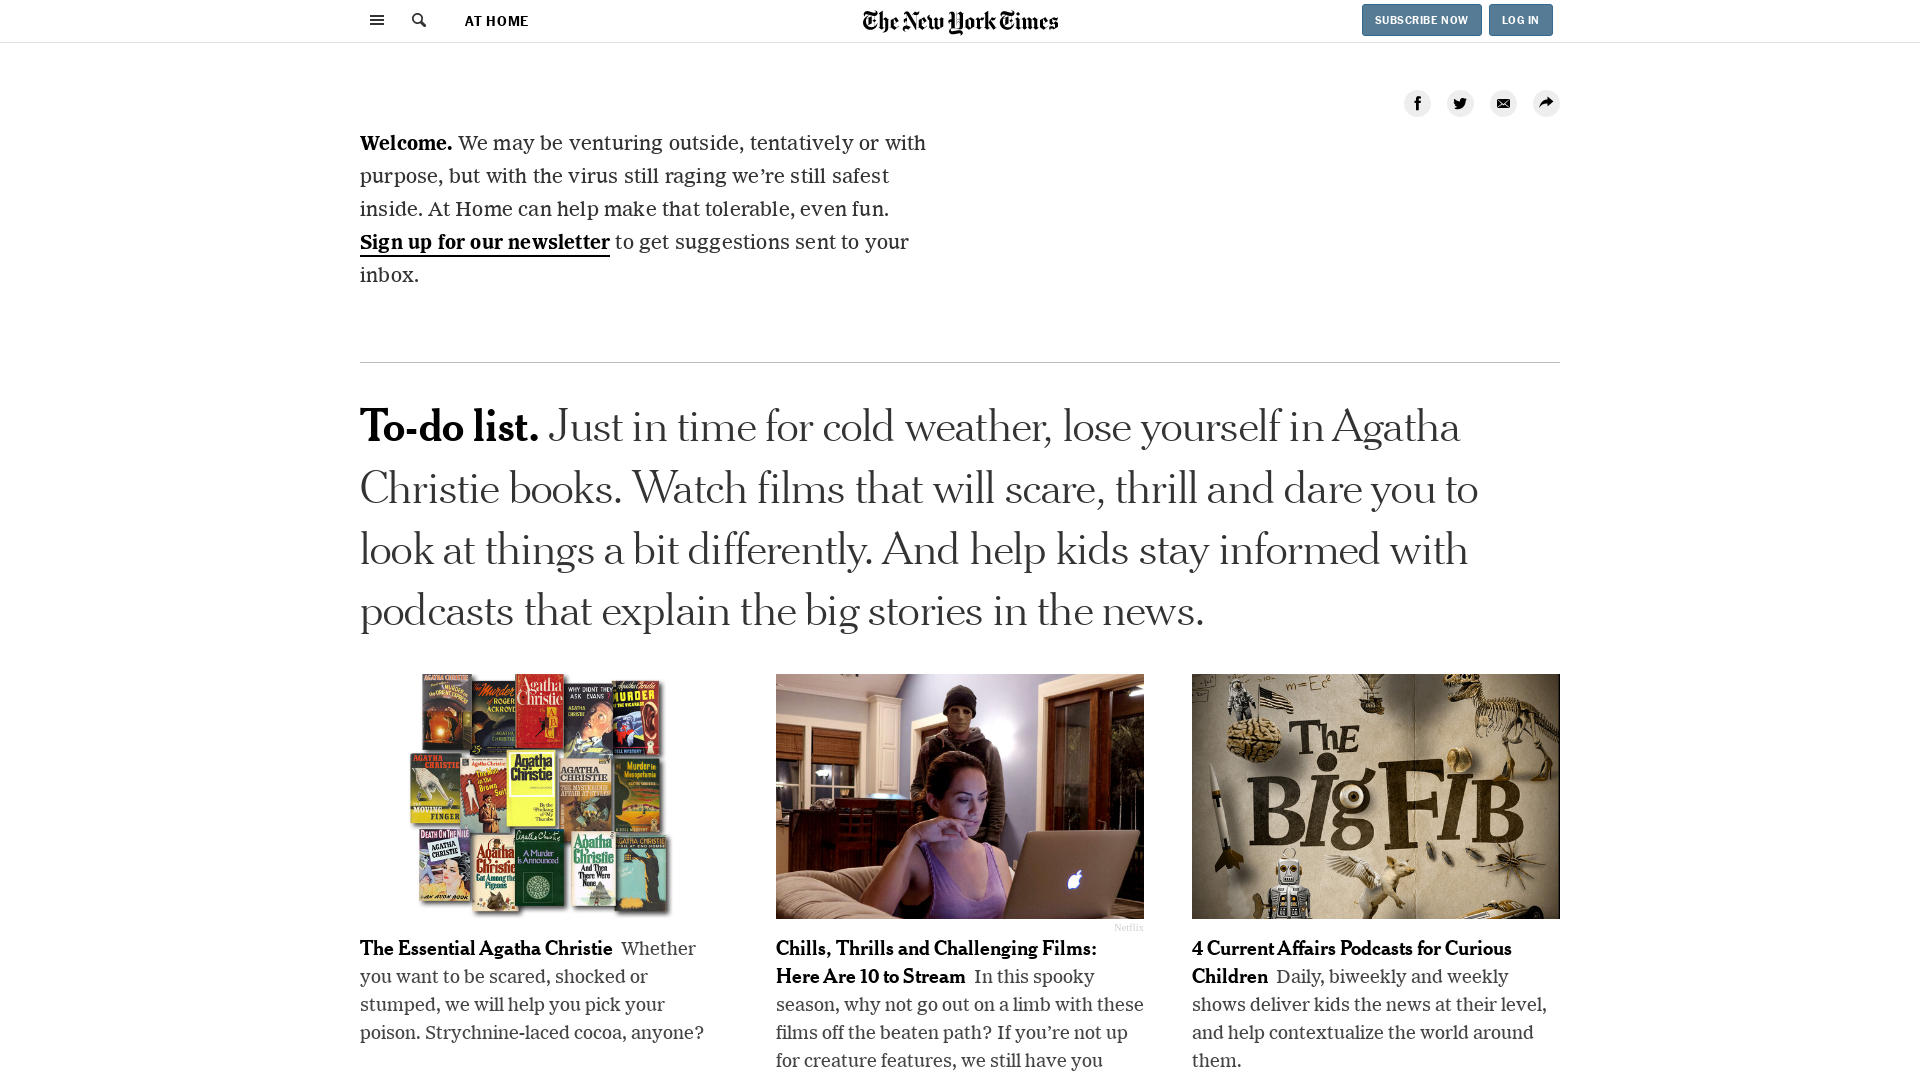 AT HOME
The New York Times
SUBSCRIBE NOW
LOG IN
Welcome. We may be venturing outside, tentatively or with
purpose, but with the virus still raging we’re still safest
inside. At Home can help make that tolerable, even fun.
Sign up for our newsletter to get suggestions sent to your
inbox.
To-do list. Just in time for cold weather, lose yourself in Agatha
Christie books. Watch films that will scare, thrill and dare you to
look at things a bit differently. And help kids stay informed with
podcasts that explain the big stories in the news.
m=Ec²
THE
BIG FIB
Netflix
The Essential Agatha Christie Whether
you want to be scared, shocked or
stumped, we will help you pick your
poison. Strychnine-laced cocoa, anyone?
Chills, Thrills and Challenging Films:
Here Are 10 to Stream In this spooky
season, why not go out on a limb with these
films off the beaten path? If you’re not up
for creature features, we still have you
4 Current Affairs Podcasts for Curious
Children Daily, biweekly and weekly
shows deliver kids the news at their level,
and help contextualize the world around
them.